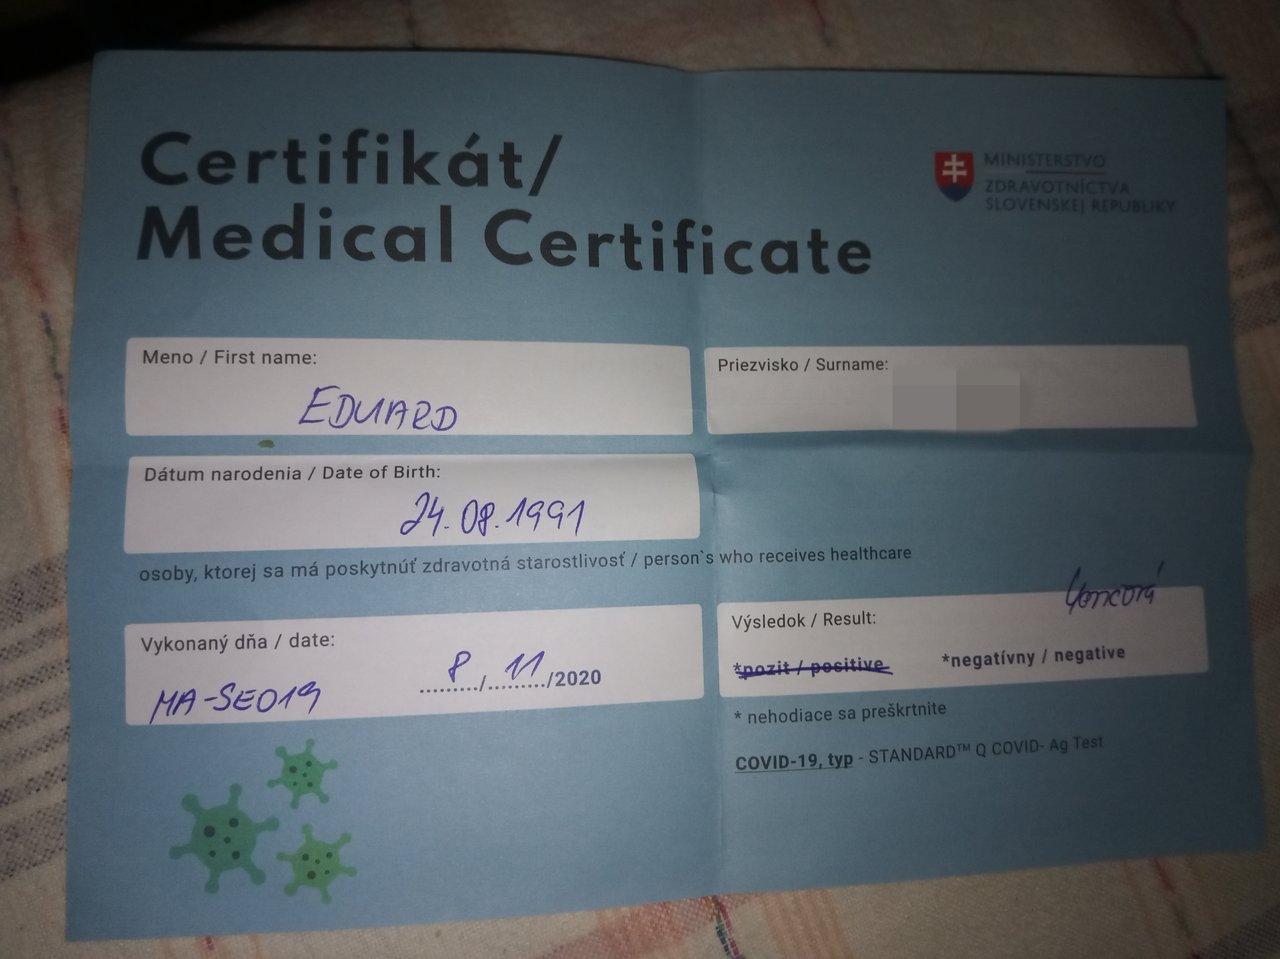 Certifikát/
Medical Certificate
MINISTERSTVO
ZDRAVOTNÍCTVA
SLOVENSKEJ REPUBLIKY
Meno / First name:
EDUARD
Priezvisko / Surname:
Dátum narodenia / Date of Birth:
24.08.1991
osoby, ktorej sa má poskytnúť zdravotná starostlivosť / person`s who receives healthcare
Vykonaný dňa / date:
8/11/2020
MA-SE019
Výsledok / Result:
*pozit / positive
*negatívny / negative
* nehodiace sa preškrtnite
COVID-19, typ - STANDARD™ Q COVID- Ag Test